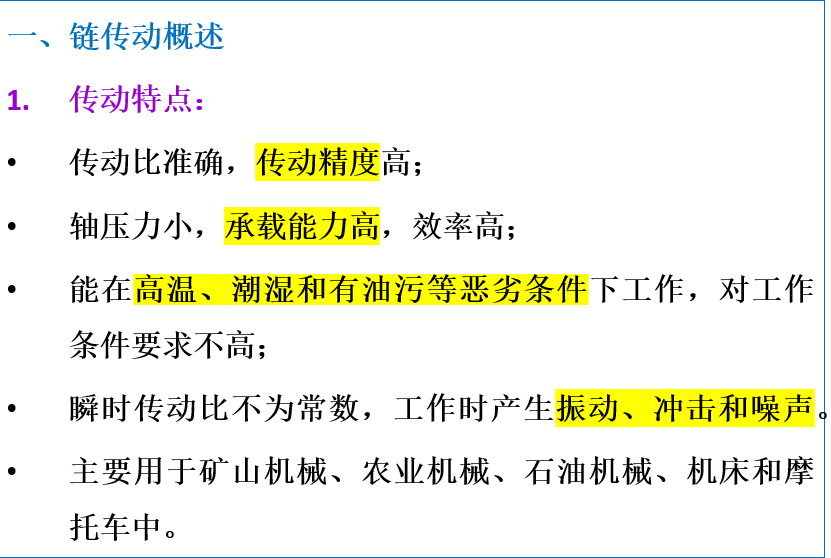 一、链传动概述
1. 传动特点：
• 传动比准确，传动精度高；
• 轴压力小，承载能力高，效率高；
• 能在高温、潮湿和有油污等恶劣条件下工作，对工作
条件要求不高；
• 瞬时传动比不为常数，工作时产生振动、冲击和噪声。
• 主要用于矿山机械、农业机械、石油机械、机床和摩
托车中。